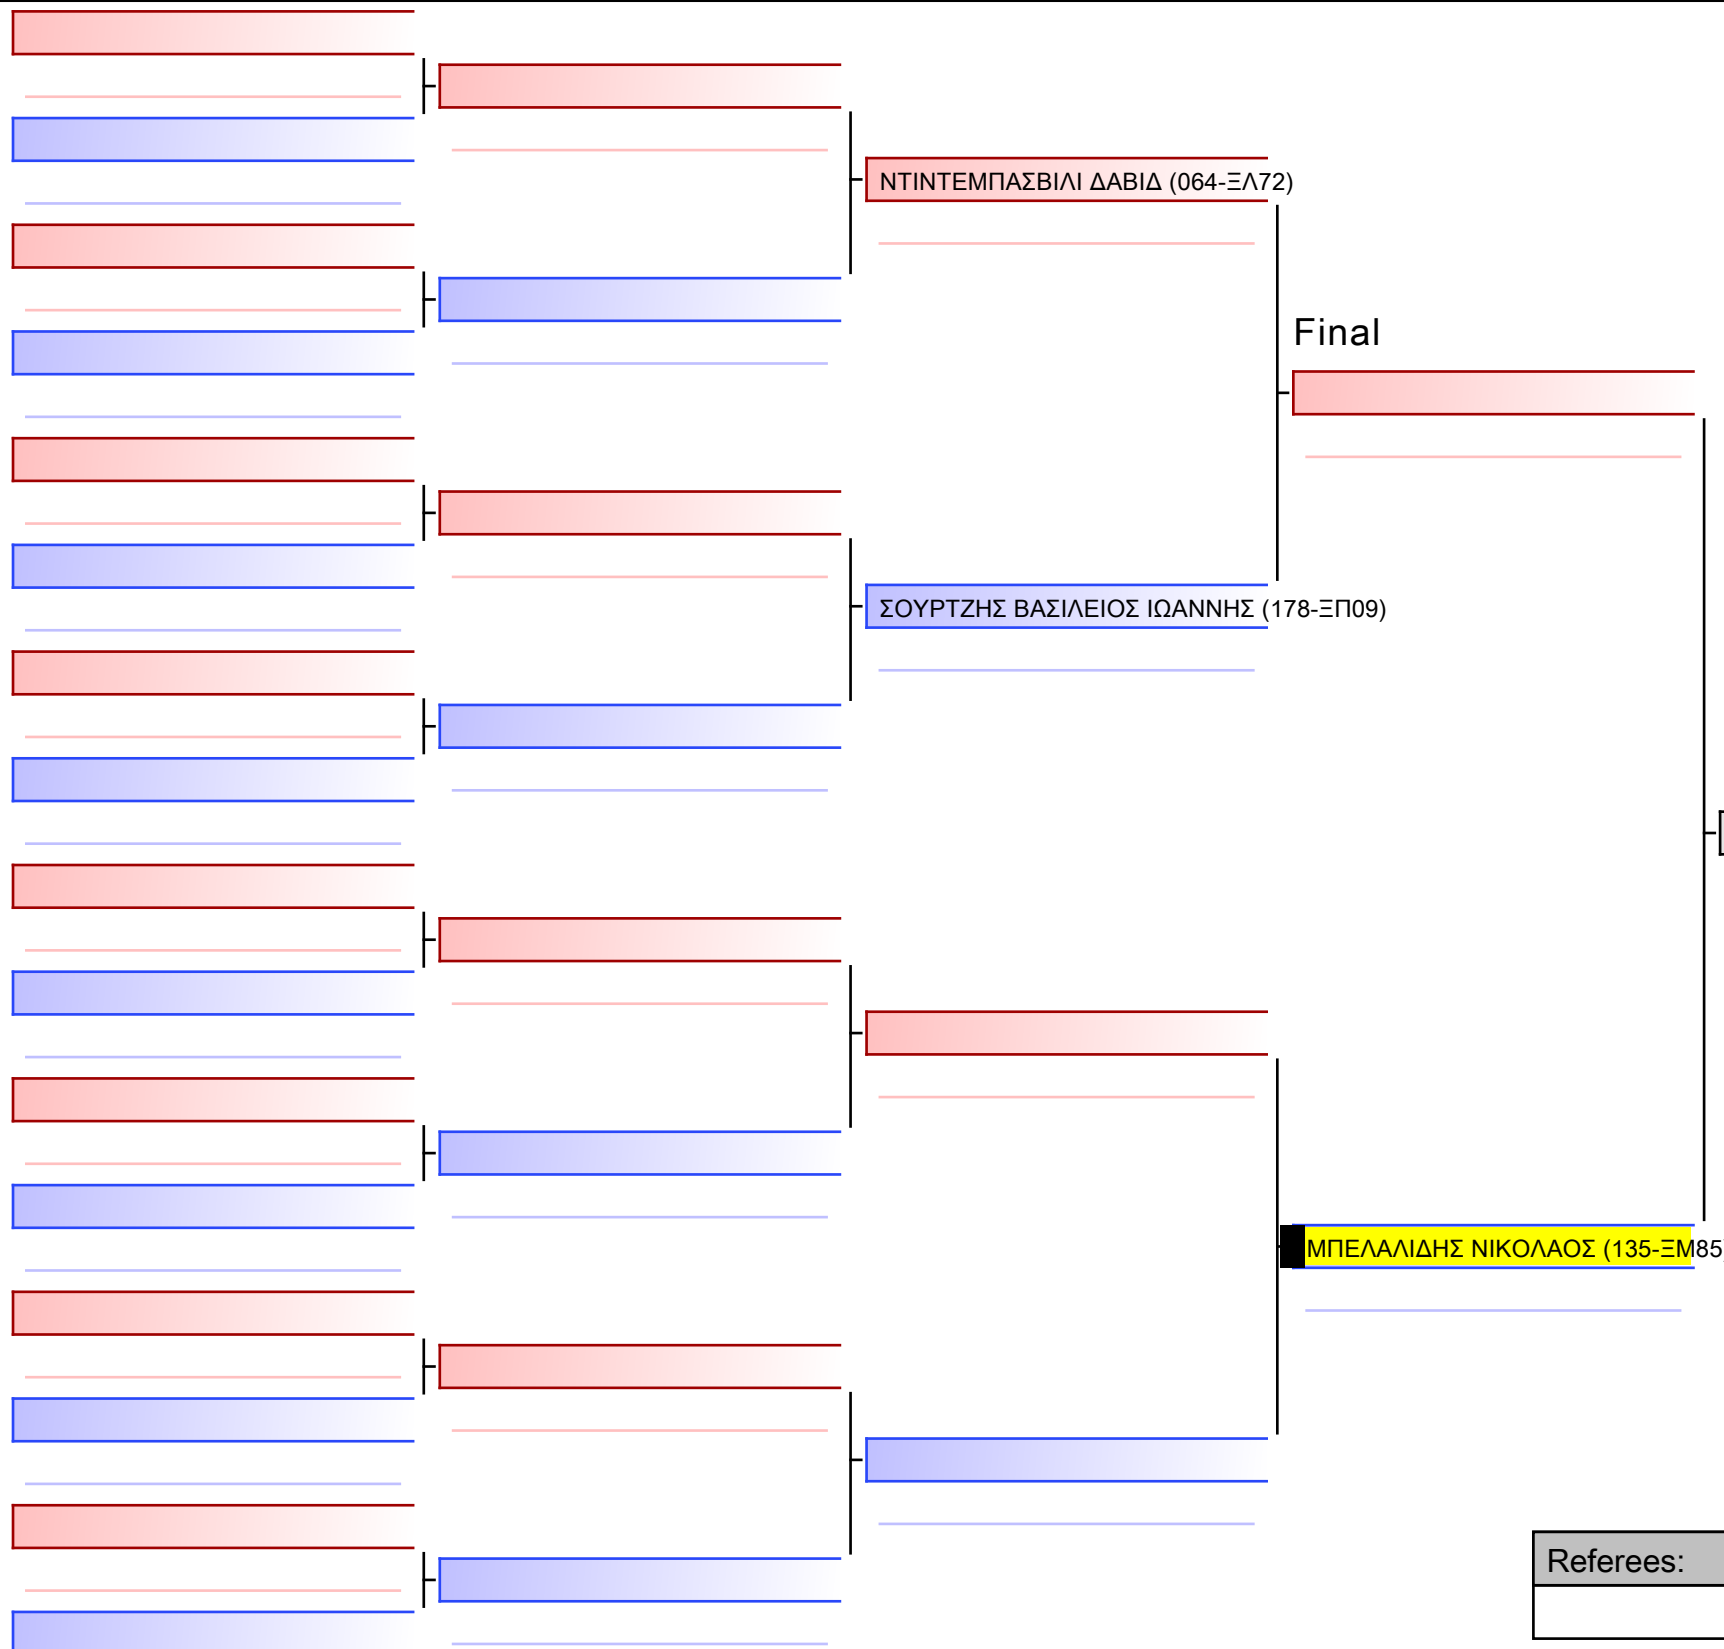 ΝΤΙΝΤΕΜΠΑΣΒΙΛΙ ΔΑΒΙΔ (064-ΞΛ72)
Final
ΣΟΥΡΤΖΗΣ ΒΑΣΙΛΕΙΟΣ ΙΩΑΝΝΗΣ (178-ΞΠ09)
ΜΠΕΛΑΛΙΔΗΣ ΝΙΚΟΛΑΟΣ (135-ΞΜ85)
Referees: